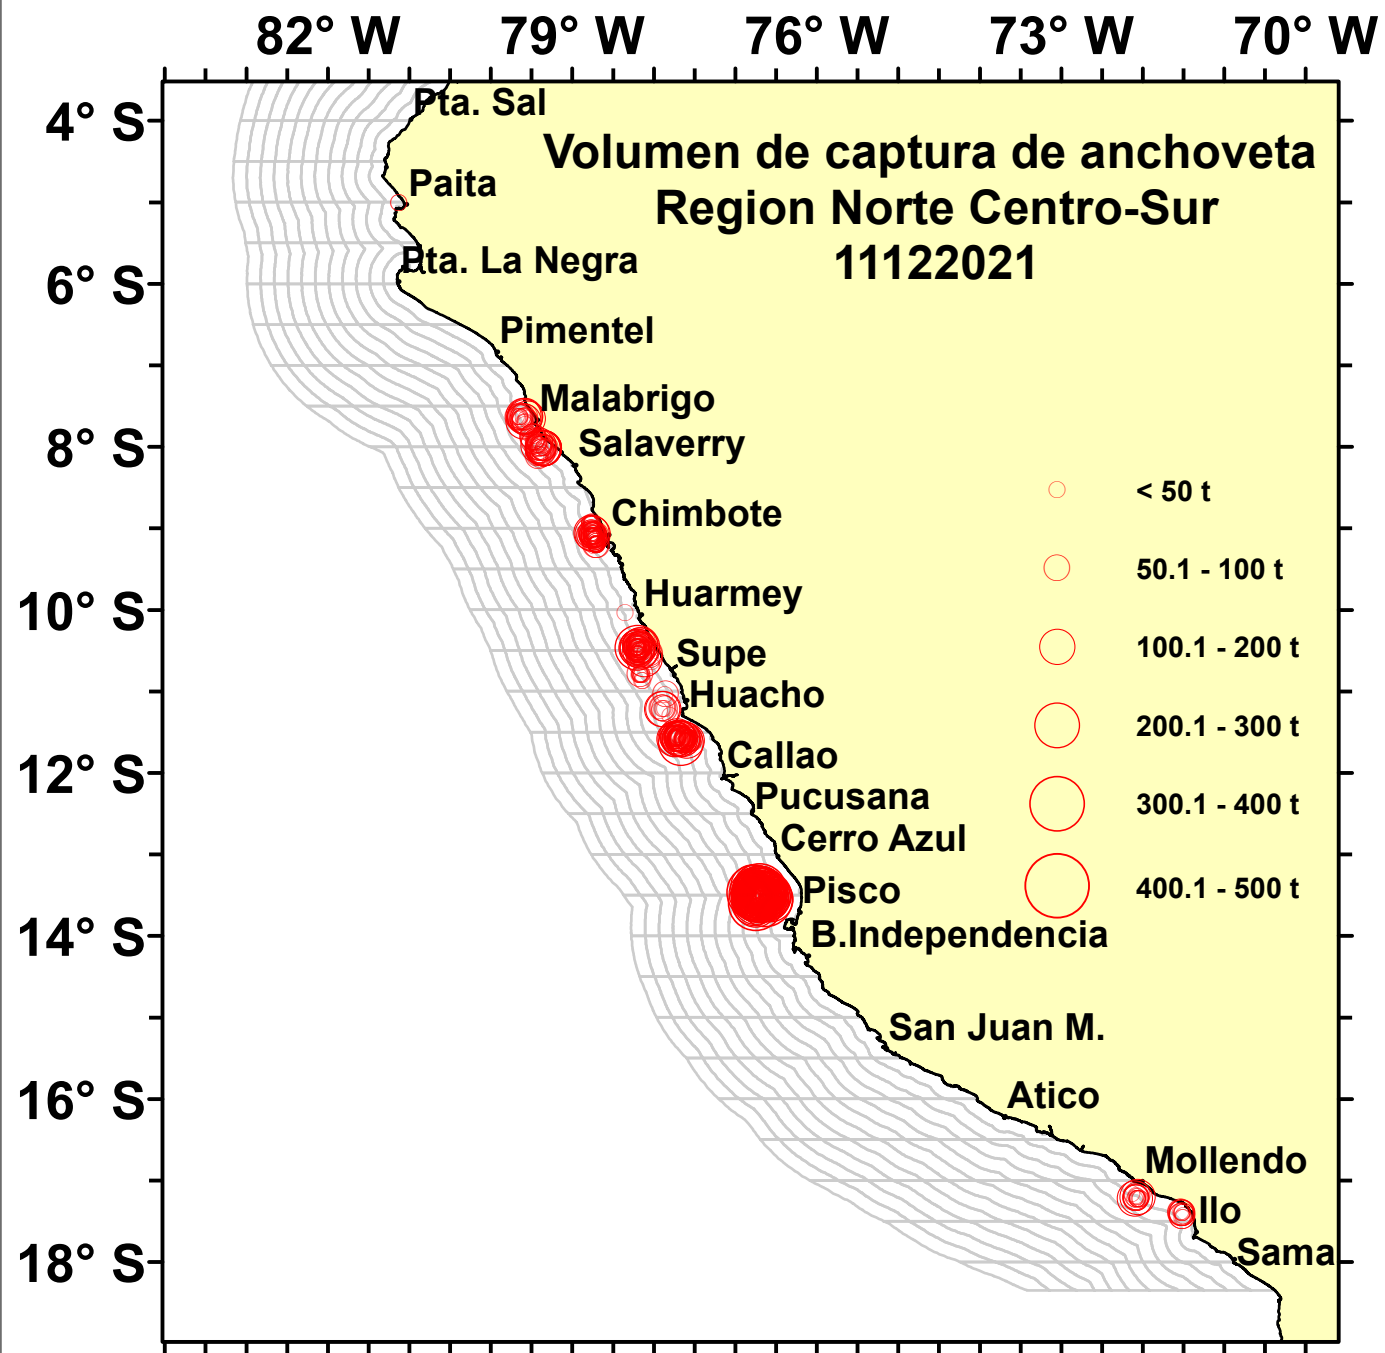 82° W 79° W 76° W 73° W 70° W
4° S
6° S
8° S
10° S
12° S
14° S
16° S
18° S
Volumen de captura de anchoveta
Region Norte Centro-Sur
11122021
Pta. Sal
Paita
Pta. La Negra
Pimentel
Malabrigo
Salaverry
Chimbote
Huarmey
Supe
Huacho
Callao
Pucusana
Cerro Azul
Pisco
B.Independencia
San Juan M.
Atico
Mollendo
Ilo
Sama
< 50 t
50.1 - 100 t
100.1 - 200 t
200.1 - 300 t
300.1 - 400 t
400.1 - 500 t